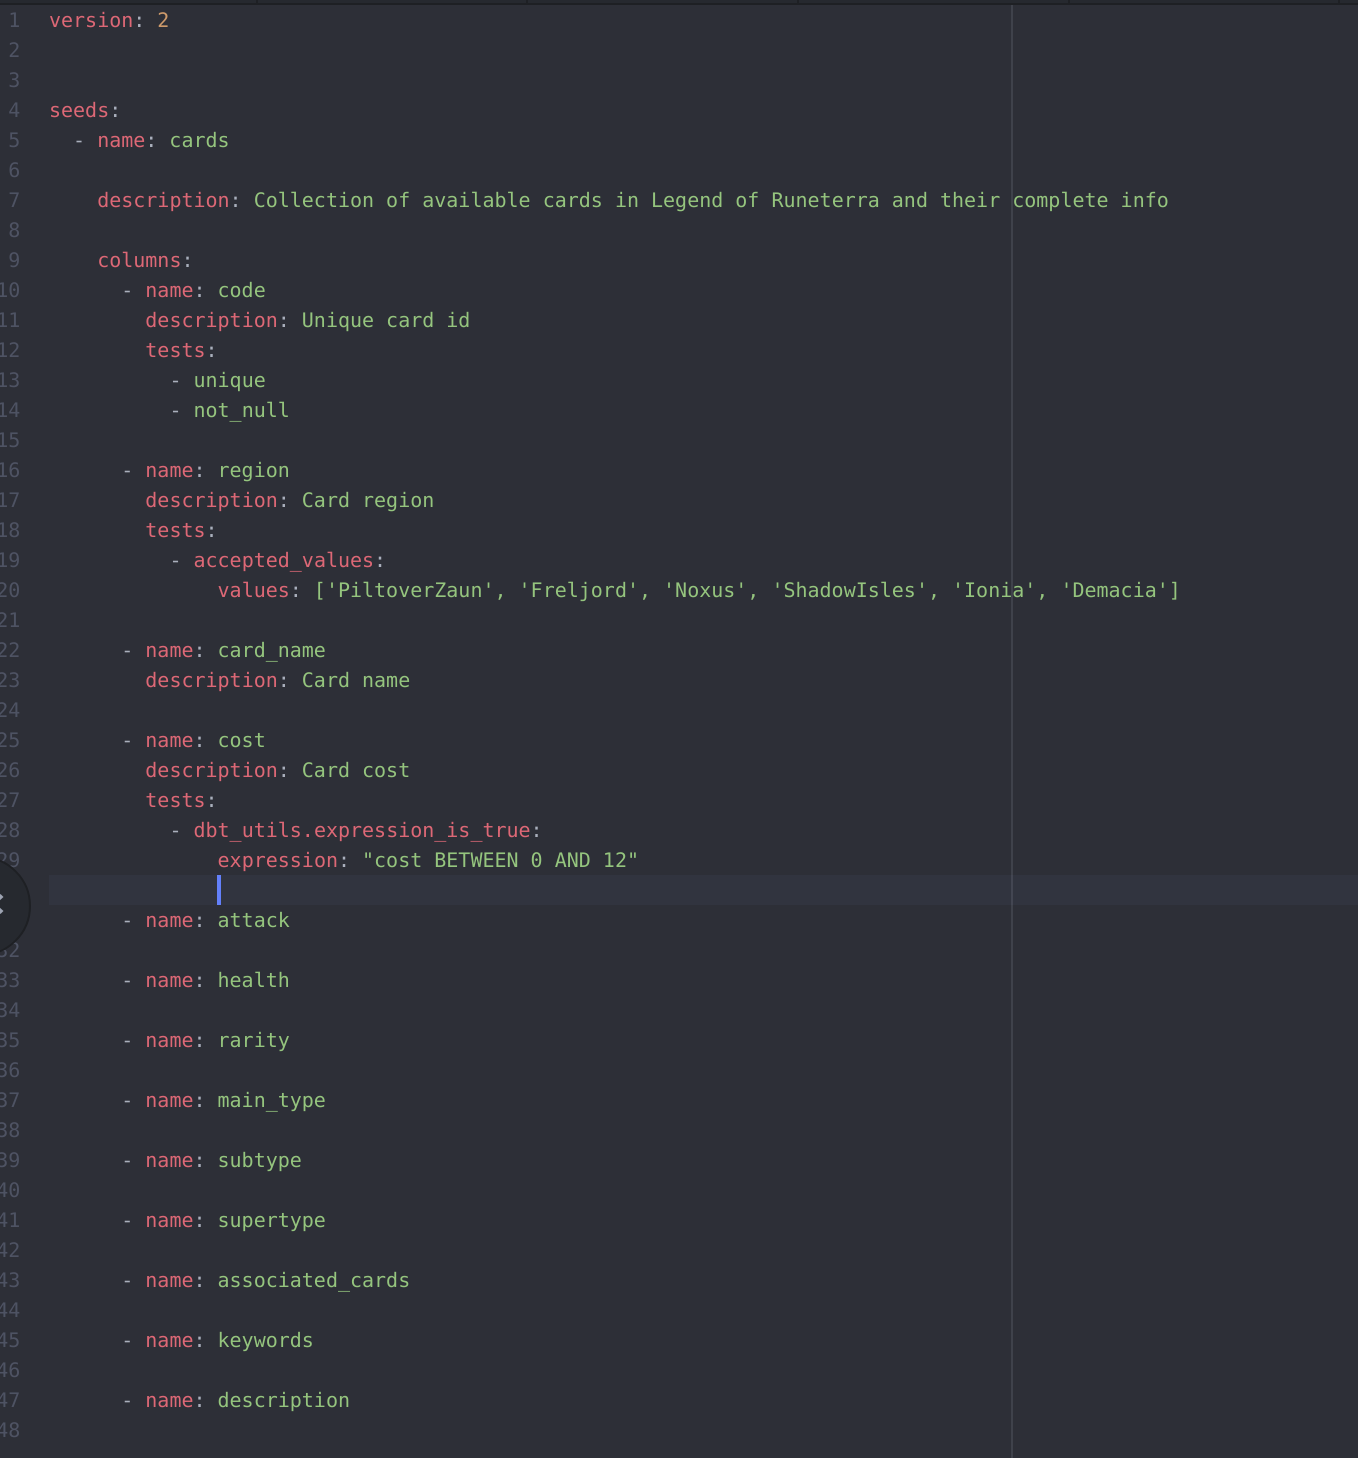 1 version: 2
2
3
4 seeds:
5   - name: cards
6
7     description: Collection of available cards in Legend of Runeterra and their complete info
8
9     columns:
10       - name: code
11         description: Unique card id
12         tests:
13           - unique
14           - not_null
15
16       - name: region
17         description: Card region
18         tests:
19           - accepted_values:
20               values: ['PiltoverZaun', 'Freljord', 'Noxus', 'ShadowIsles', 'Ionia', 'Demacia']
21
22       - name: card_name
23         description: Card name
24
25       - name: cost
26         description: Card cost
27         tests:
28           - dbt_utils.expression_is_true:
29               expression: "cost BETWEEN 0 AND 12"
      - name: attack
32
33       - name: health
34
35       - name: rarity
36
37       - name: main_type
38
39       - name: subtype
40
41       - name: supertype
42
43       - name: associated_cards
44
45       - name: keywords
46
47       - name: description
48